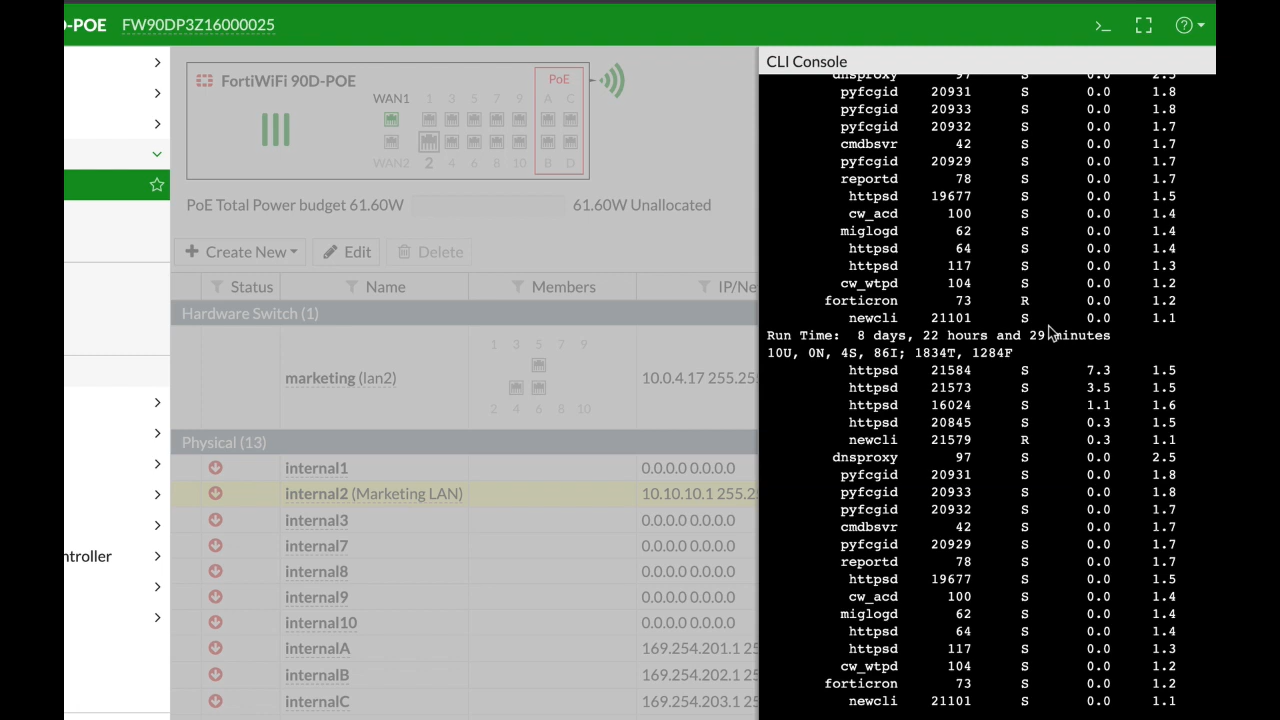 D-POE FW90DP3Z16000025
>_
CLI Console
FortiWiFi 90D-POE
PoE
WAN1 1 3 5 7 9 A C
WAN2 2 4 6 8 10 B D
PoE Total Power budget 61.60W 61.60W Unallocated
Create New Edit Delete
Status Name Members IP/Ne
Hardware Switch (1)
1 3 5 7 9
marketing (lan2) 10.0.4.17 255.25
2 4 6 8 10
Physical (13)
internal1 0.0.0.0 0.0.0.0
internal2 (Marketing LAN) 10.10.10.1 255.2
internal3 0.0.0.0 0.0.0.0
internal7 0.0.0.0 0.0.0.0
internal8 0.0.0.0 0.0.0.0
internal9 0.0.0.0 0.0.0.0
internal10 0.0.0.0 0.0.0.0
internalA 169.254.201.1 25
internalB 169.254.202.1 25
internalC 169.254.203.1 25
ntroller
dnsproxy 97 S 0.0 2.5
pyfcgid 20931 S 0.0 1.8
pyfcgid 20933 S 0.0 1.8
pyfcgid 20932 S 0.0 1.7
cmdbsvr 42 S 0.0 1.7
pyfcgid 20929 S 0.0 1.7
reportd 78 S 0.0 1.7
httpsd 19677 S 0.0 1.5
cw_acd 100 S 0.0 1.4
miglogd 62 S 0.0 1.4
httpsd 64 S 0.0 1.4
httpsd 117 S 0.0 1.3
cw_wtpd 104 S 0.0 1.2
forticron 73 R 0.0 1.2
newcli 21101 S 0.0 1.1
Run Time: 8 days, 22 hours and 29 minutes
10U, 0N, 4S, 86I; 1834T, 1284F
httpsd 21584 S 7.3 1.5
httpsd 21573 S 3.5 1.5
httpsd 16024 S 1.1 1.6
httpsd 20845 S 0.3 1.5
newcli 21579 R 0.3 1.1
dnsproxy 97 S 0.0 2.5
pyfcgid 20931 S 0.0 1.8
pyfcgid 20933 S 0.0 1.8
pyfcgid 20932 S 0.0 1.7
cmdbsvr 42 S 0.0 1.7
pyfcgid 20929 S 0.0 1.7
reportd 78 S 0.0 1.7
httpsd 19677 S 0.0 1.5
cw_acd 100 S 0.0 1.4
miglogd 62 S 0.0 1.4
httpsd 64 S 0.0 1.4
httpsd 117 S 0.0 1.3
cw_wtpd 104 S 0.0 1.2
forticron 73 S 0.0 1.2
newcli 21101 S 0.0 1.1